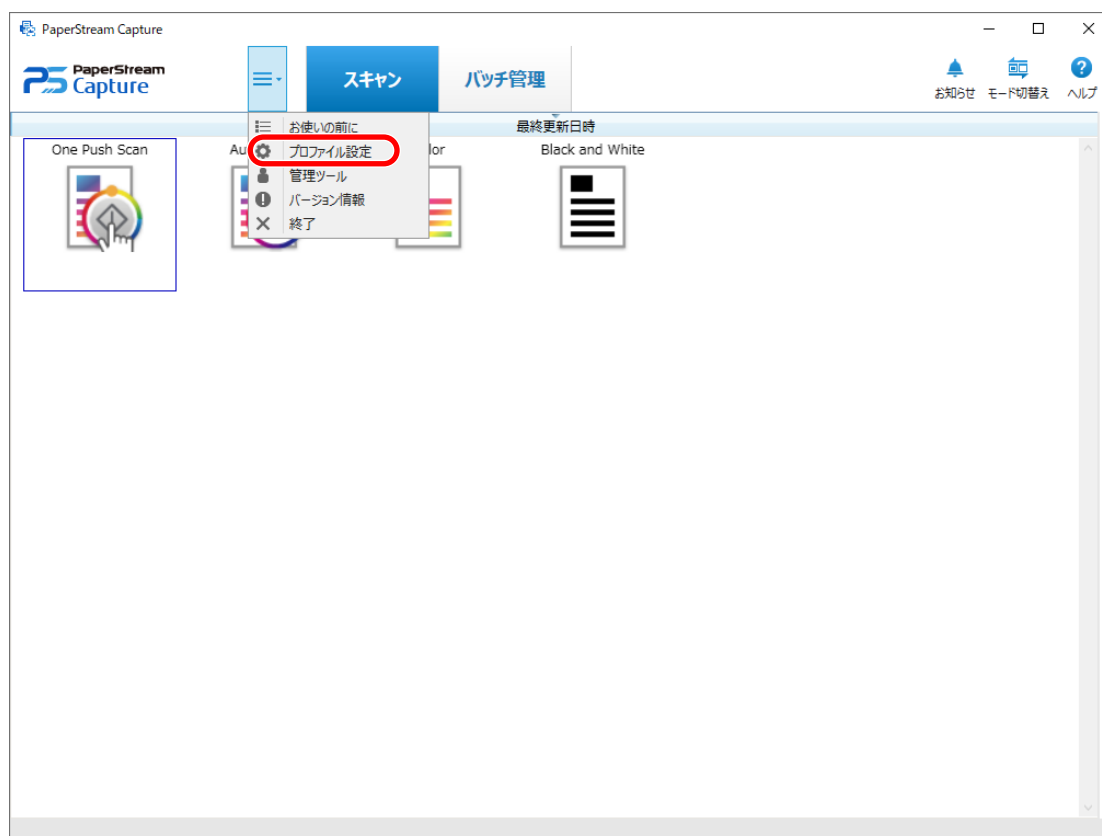 PaperStream Capture
PaperStream
Capture
スキャン
バッチ管理
お知らせ
モード切替え
ヘルプ
最終更新日時
お使いの前に
プロファイル設定
管理ツール
バージョン情報
終了
One Push Scan
Au
lor
Black and White